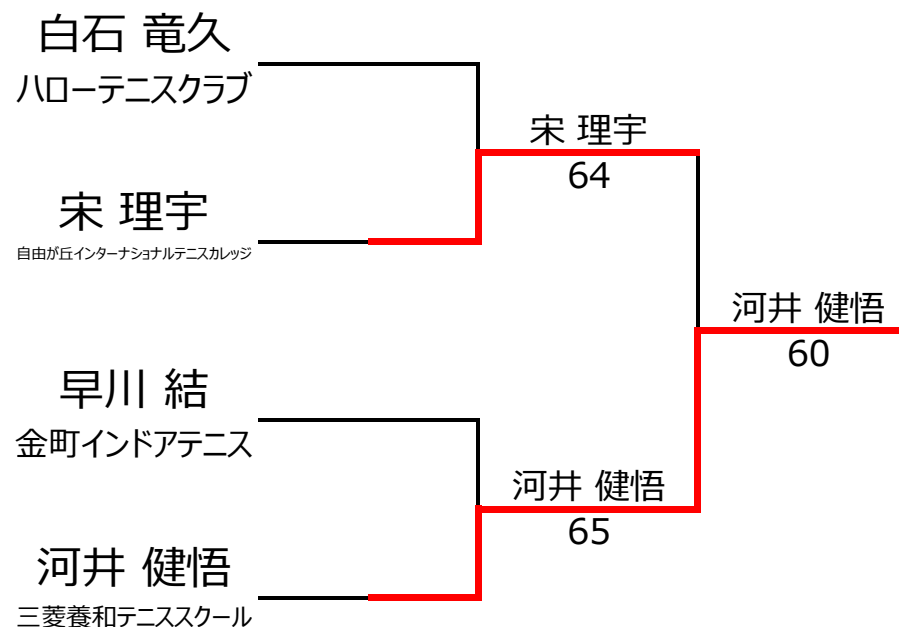 白石 竜久
ハローテニスクラブ
宋 理宇
64
宋 理宇
自由が丘インターナショナルテニスカレッジ
河井 健悟
60
早川 結
金町インドアテニス
河井 健悟
65
河井 健悟
三菱養和テニススクール